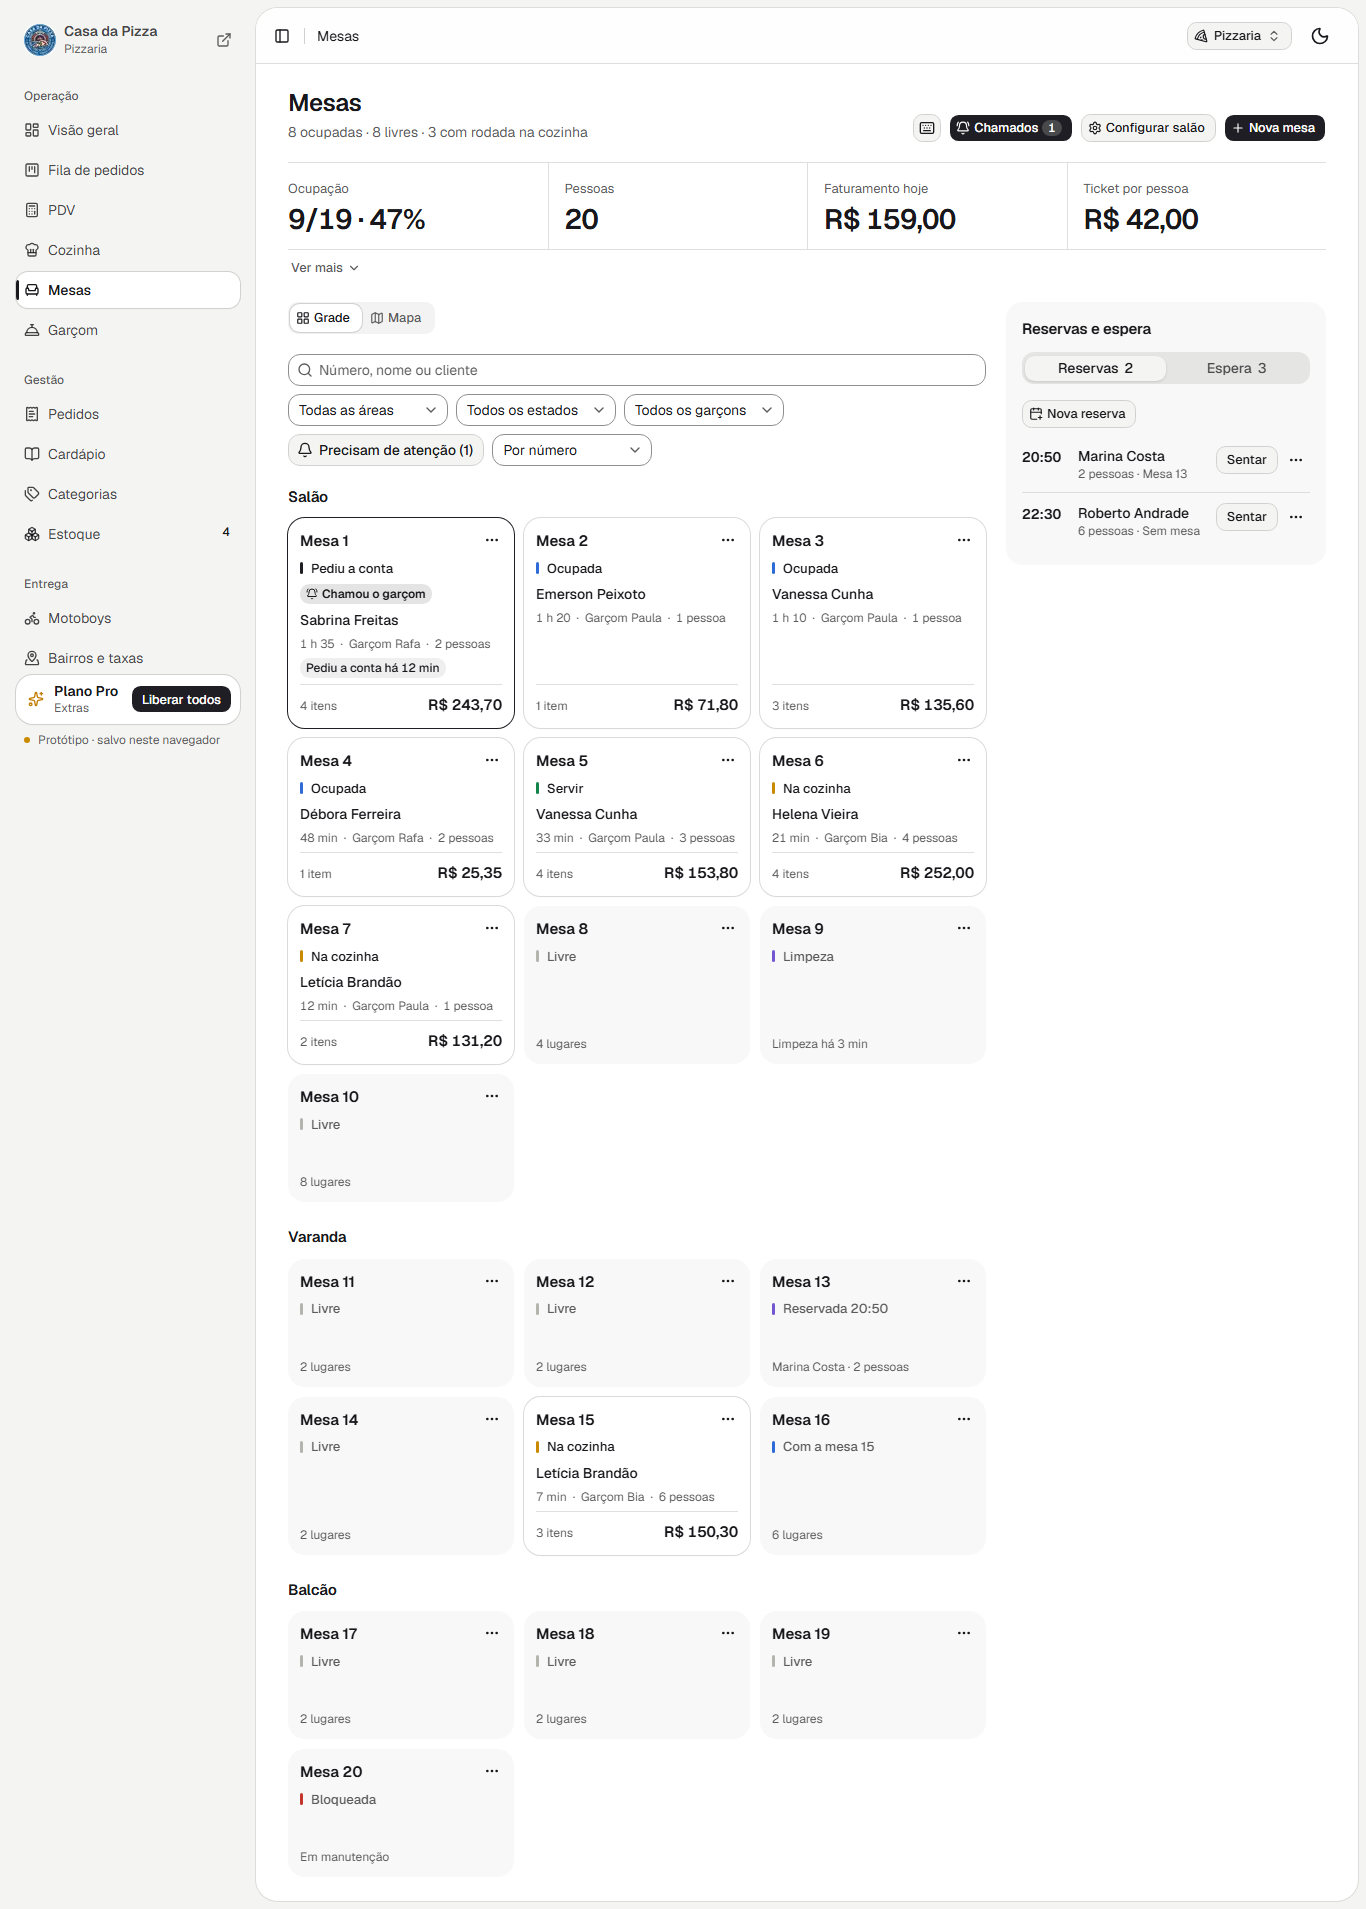 Casa da Pizza
Pizzaria
Operação
Visão geral
Fila de pedidos
PDV
Cozinha
Mesas
Garçom
Gestão
Pedidos
Cardápio
Categorias
Estoque 4
Entrega
Motoboys
Bairros e taxas
Plano Pro
Extras
Liberar todos
Protótipo · salvo neste navegador
Mesas
Pizzaria
Mesas
8 ocupadas · 8 livres · 3 com rodada na cozinha
Chamados 1
Configurar salão
Nova mesa
Ocupação
9/19 · 47%
Pessoas
20
Faturamento hoje
R$ 159,00
Ticket por pessoa
R$ 42,00
Ver mais
Grade
Mapa
Número, nome ou cliente
Todas as áreas
Todos os estados
Todos os garçons
Precisam de atenção (1)
Por número
Salão
Mesa 1
Pediu a conta
Chamou o garçom
Sabrina Freitas
1 h 35 · Garçom Rafa · 2 pessoas
Pediu a conta há 12 min
4 itens R$ 243,70
Mesa 2
Ocupada
Emerson Peixoto
1 h 20 · Garçom Paula · 1 pessoa
1 item R$ 71,80
Mesa 3
Ocupada
Vanessa Cunha
1 h 10 · Garçom Paula · 1 pessoa
3 itens R$ 135,60
Mesa 4
Ocupada
Débora Ferreira
48 min · Garçom Rafa · 2 pessoas
1 item R$ 25,35
Mesa 5
Servir
Vanessa Cunha
33 min · Garçom Paula · 3 pessoas
4 itens R$ 153,80
Mesa 6
Na cozinha
Helena Vieira
21 min · Garçom Bia · 4 pessoas
4 itens R$ 252,00
Mesa 7
Na cozinha
Letícia Brandão
12 min · Garçom Paula · 1 pessoa
2 itens R$ 131,20
Mesa 8
Livre
4 lugares
Mesa 9
Limpeza
Limpeza há 3 min
Mesa 10
Livre
8 lugares
Varanda
Mesa 11
Livre
2 lugares
Mesa 12
Livre
2 lugares
Mesa 13
Reservada 20:50
Marina Costa · 2 pessoas
Mesa 14
Livre
2 lugares
Mesa 15
Na cozinha
Letícia Brandão
7 min · Garçom Bia · 6 pessoas
3 itens R$ 150,30
Mesa 16
Com a mesa 15
6 lugares
Balcão
Mesa 17
Livre
2 lugares
Mesa 18
Livre
2 lugares
Mesa 19
Livre
2 lugares
Mesa 20
Bloqueada
Em manutenção
Reservas e espera
Reservas 2
Espera 3
Nova reserva
20:50 Marina Costa
2 pessoas · Mesa 13
Sentar
22:30 Roberto Andrade
6 pessoas · Sem mesa
Sentar